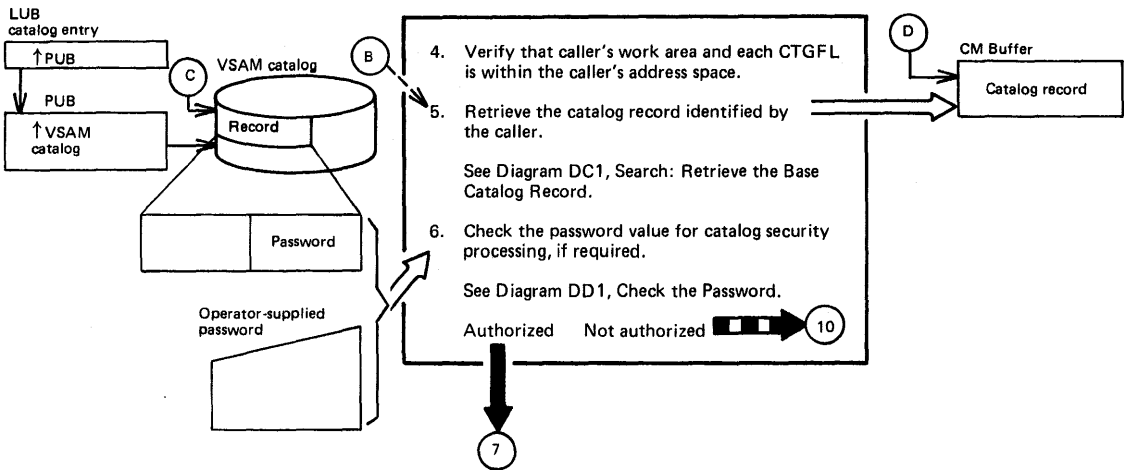 LUB
catalog entry
↑ PUB
PUB
↑ VSAM
catalog
C
VSAM catalog
Record
Password
Operator-supplied
password
B
4. Verify that caller's work area and each CTGFL
is within the caller's address space.
5. Retrieve the catalog record identified by
the caller.
See Diagram DC1, Search: Retrieve the Base
Catalog Record.
6. Check the password value for catalog security
processing, if required.
See Diagram DD1, Check the Password.
Authorized Not authorized
10
7
D
CM Buffer
Catalog record